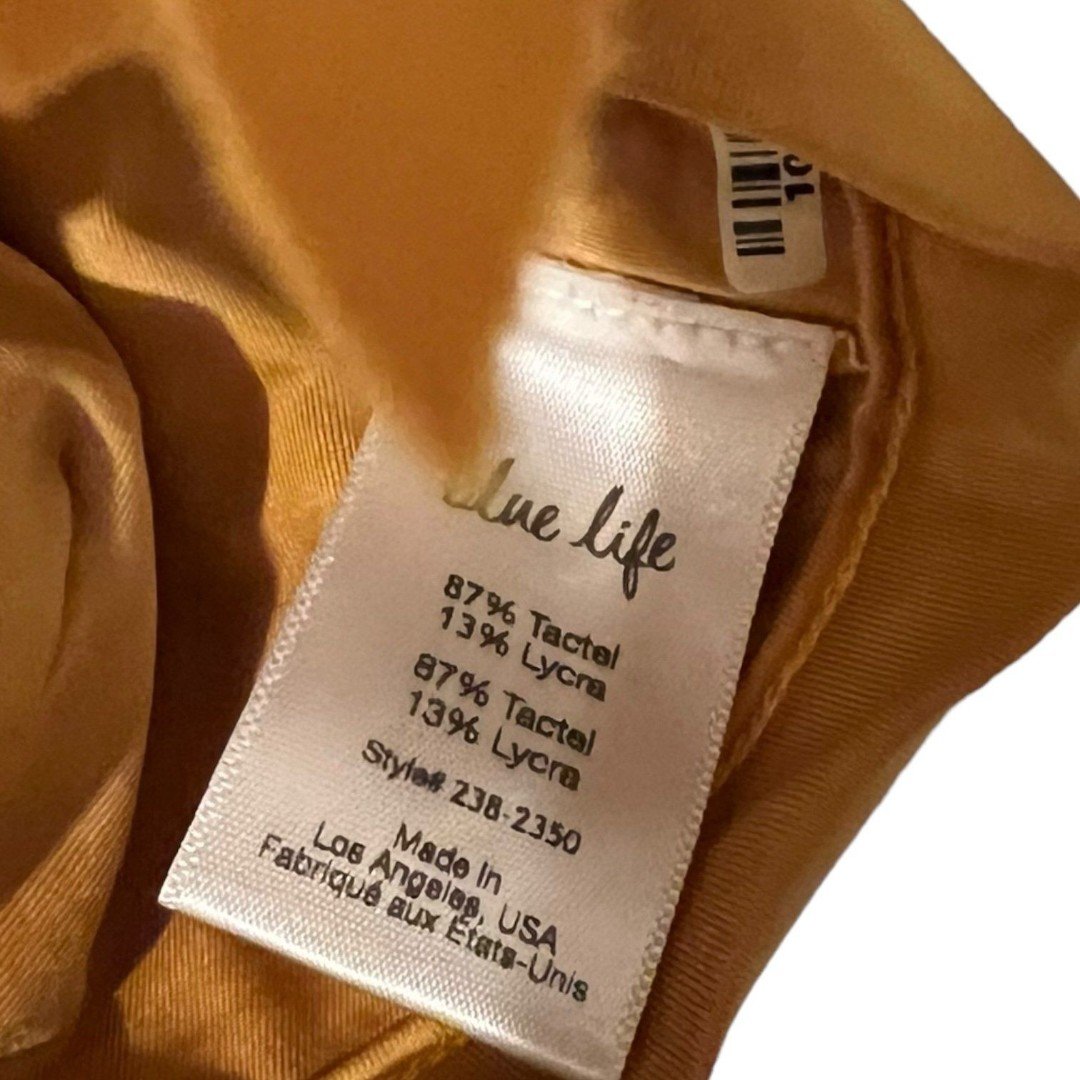 blue life
87% Tactel
13% Lycra
87% Tactel
13% Lycra
Style# 238-2350
Made in
Los Angeles, USA
Fabriqué aux États-Unis